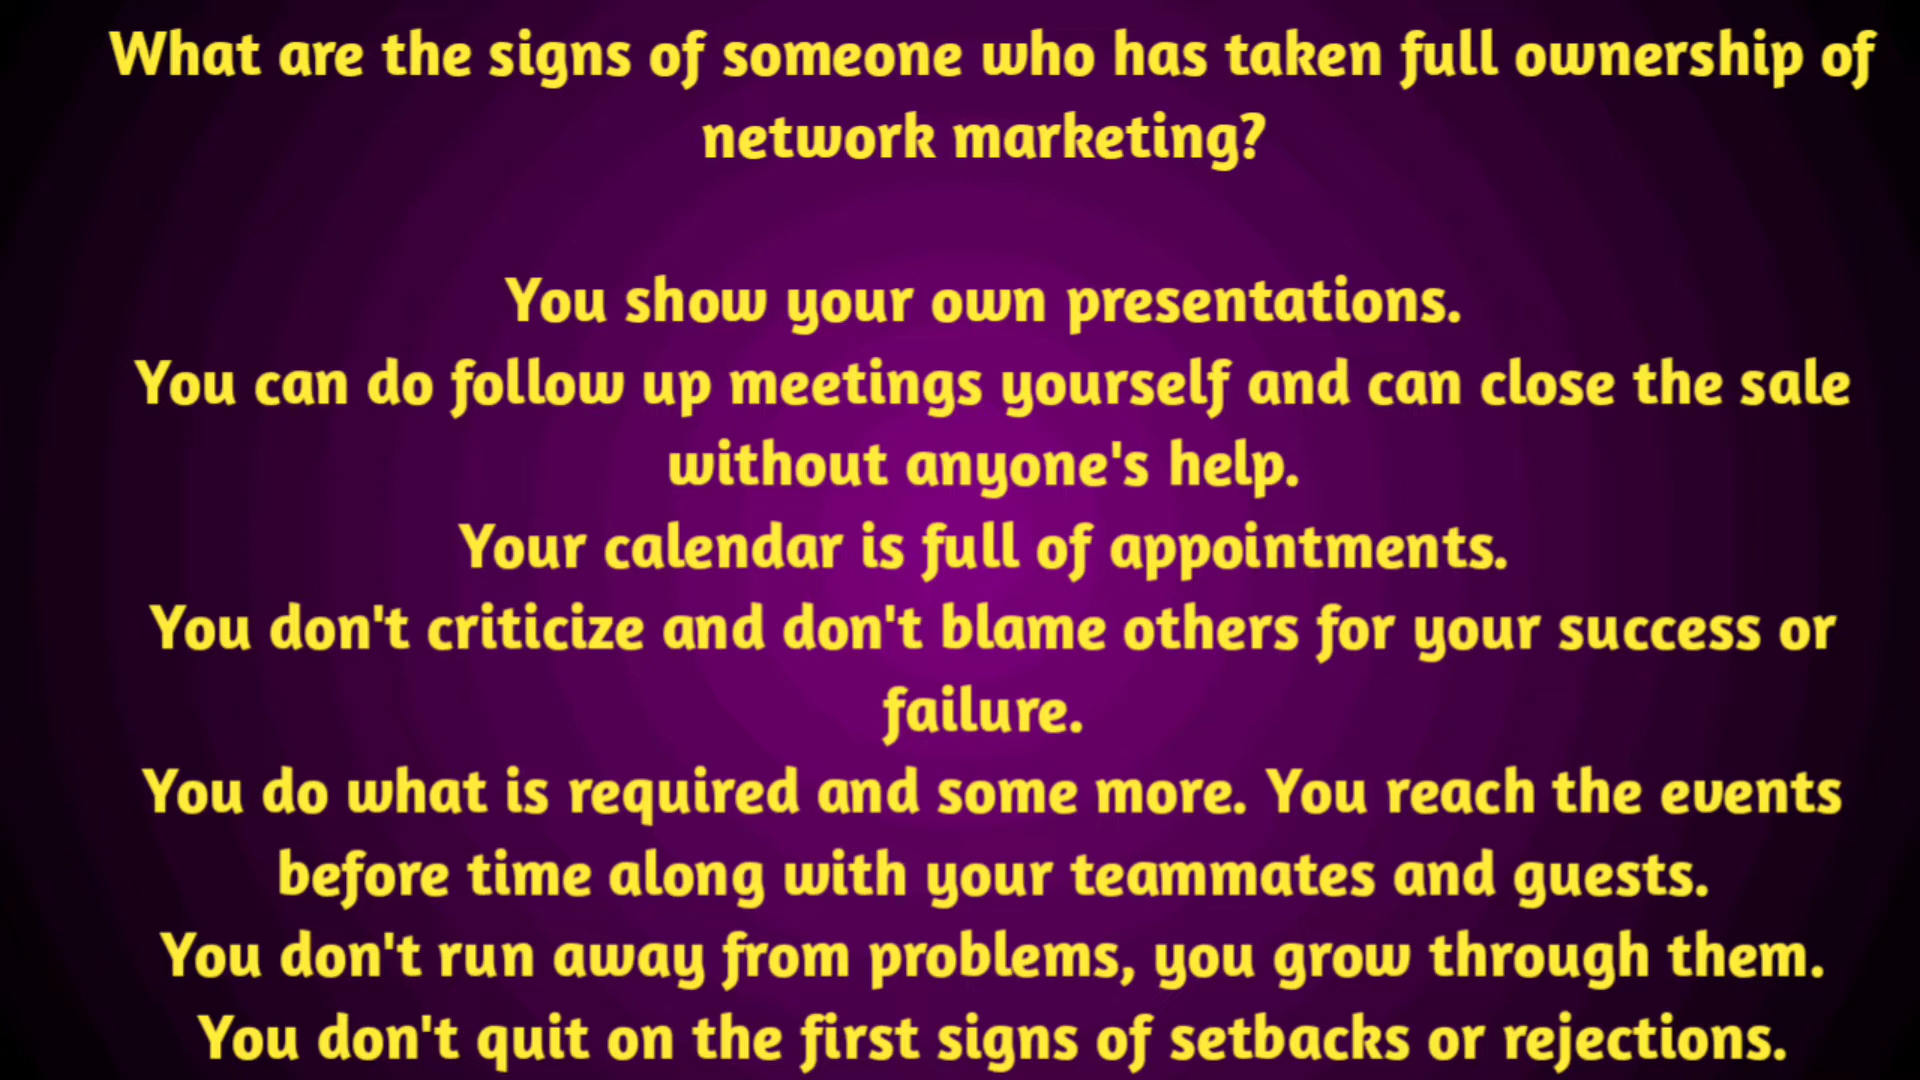 What are the signs of someone who has taken full ownership of
network marketing?
You show your own presentations.
You can do follow up meetings yourself and can close the sale
without anyone's help.
Your calendar is full of appointments.
You don't criticize and don't blame others for your success or
failure.
You do what is required and some more. You reach the events
before time along with your teammates and guests.
You don't run away from problems, you grow through them.
You don't quit on the first signs of setbacks or rejections.